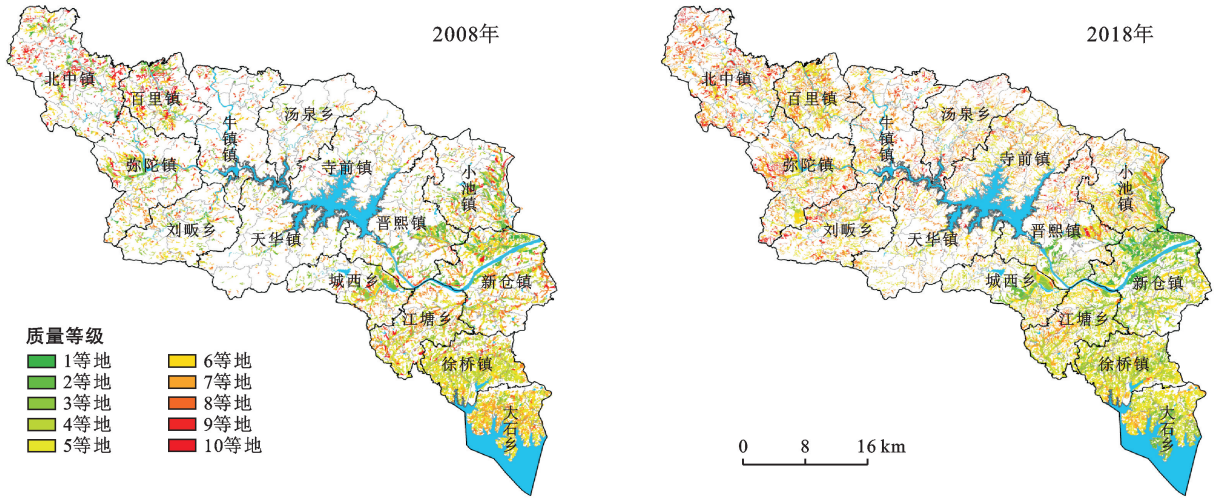 2008年
北中镇
百里镇
汤泉乡
牛镇镇
弥陀镇
寺前镇
小池镇
刘畈乡
天华镇
晋熙镇
城西乡
新仓镇
江塘乡
徐桥镇
大石乡
质量等级
1等地
2等地
3等地
4等地
5等地
6等地
7等地
8等地
9等地
10等地
2018年
北中镇
百里镇
汤泉乡
牛镇镇
弥陀镇
寺前镇
小池镇
刘畈乡
天华镇
晋熙镇
城西乡
新仓镇
江塘乡
徐桥镇
大石乡
0 8 16 km